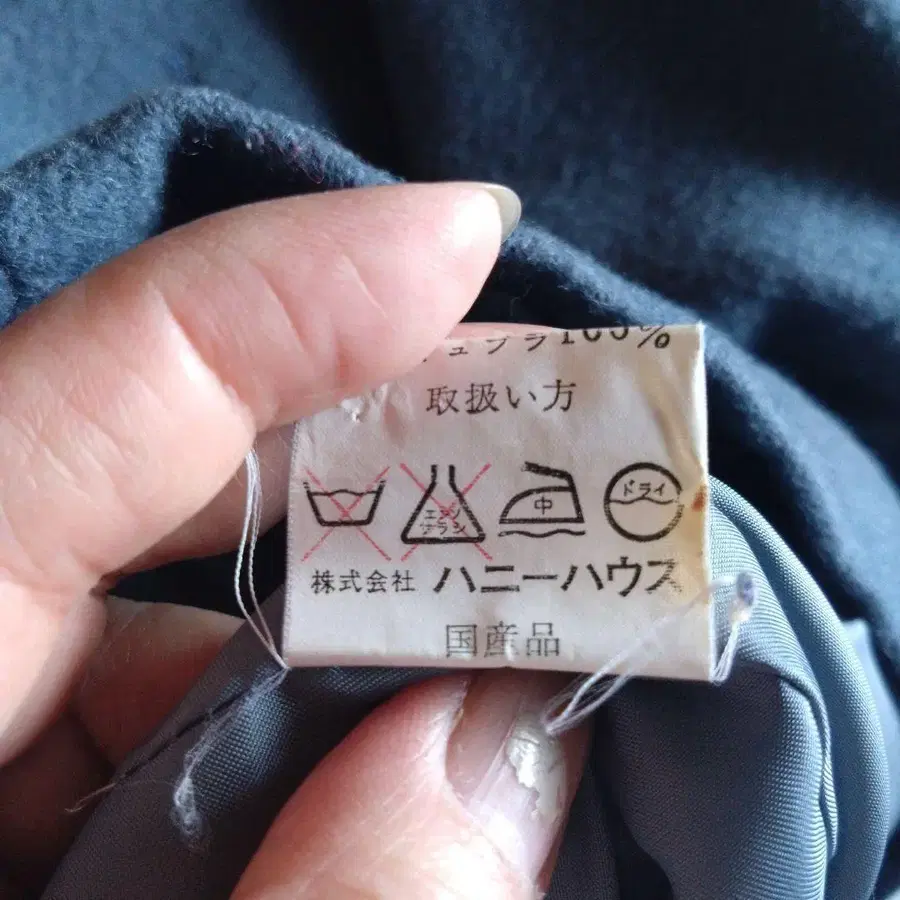 ュプラ100%
取扱い方
エンソ
サラシ
中
ドライ
株式会社 ハニーハウス
国産品